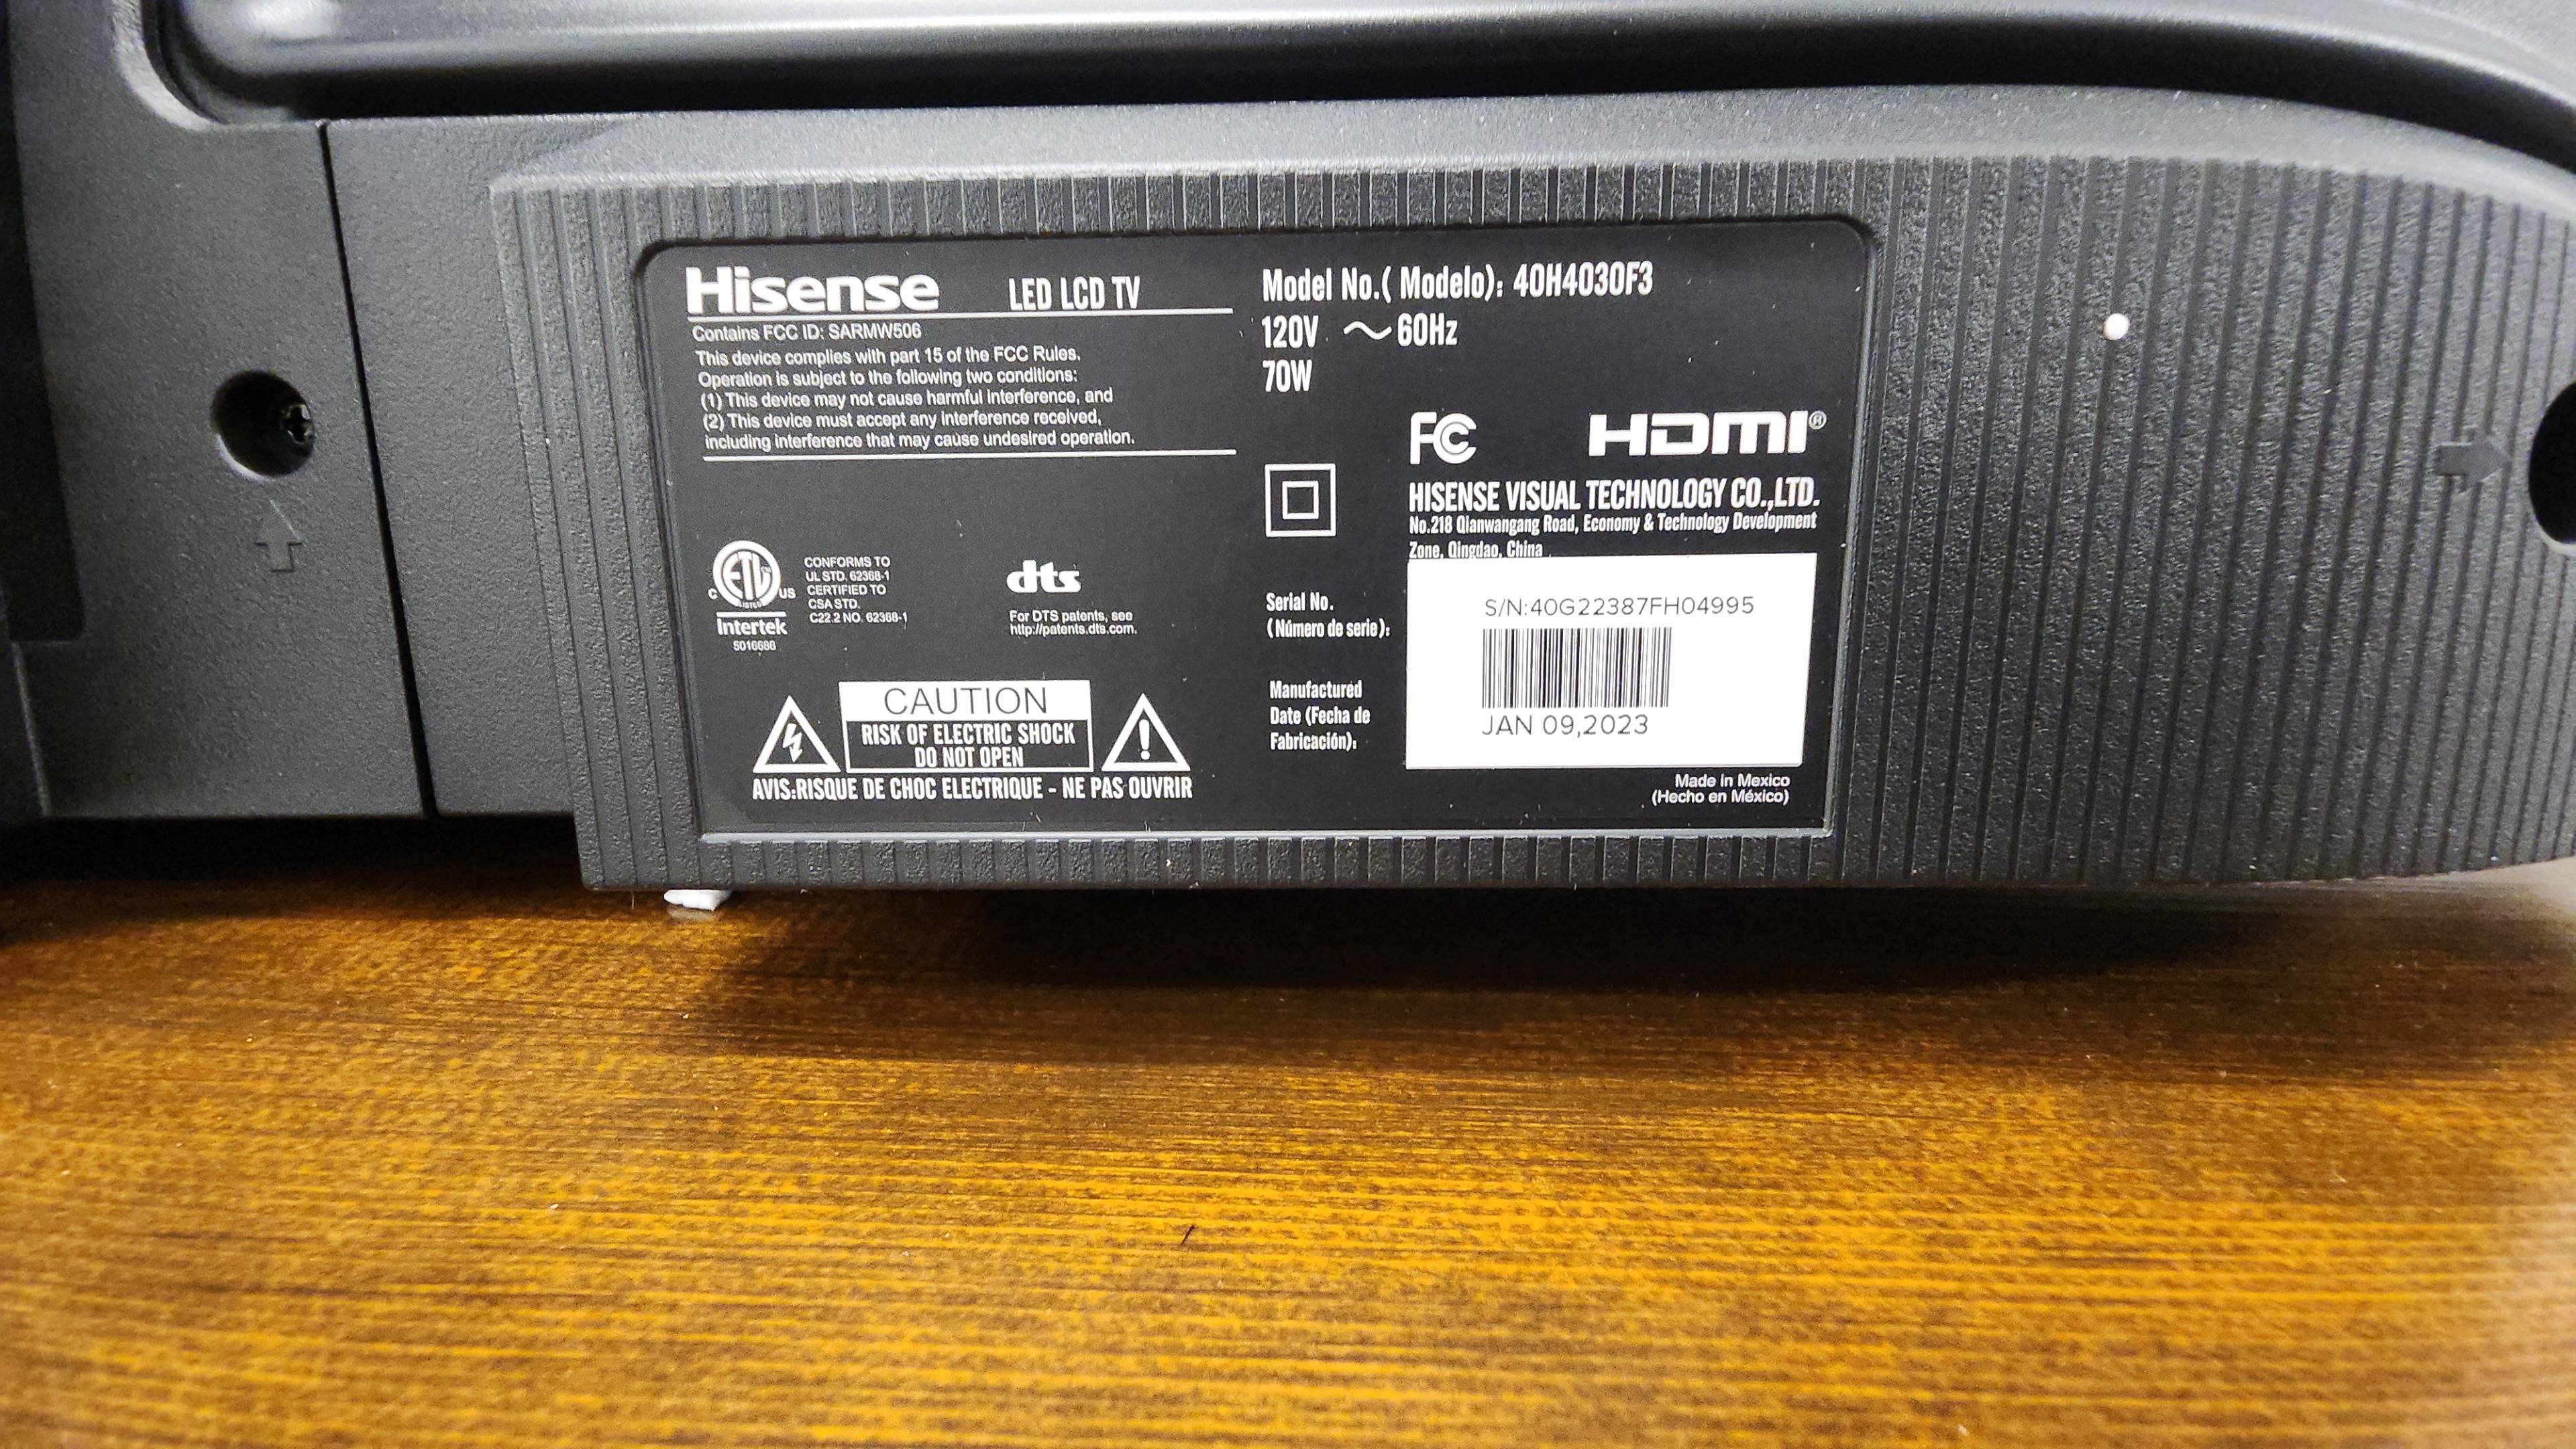 Hisense LED LCD TV
Contains FCC ID: SARMW506
This device complies with part 15 of the FCC Rules.
Operation is subject to the following two conditions:
(1) This device may not cause harmful interference, and
(2) This device must accept any interference received,
including interference that may cause undesired operation.
ETL CM
LISTED
C US
Intertek
5016686
CONFORMS TO
UL STD. 62368-1
CERTIFIED TO
CSA STD.
C22.2 NO. 62368-1
dts
For DTS patents, see
http://patents.dts.com.
CAUTION
RISK OF ELECTRIC SHOCK
DO NOT OPEN
AVIS:RISQUE DE CHOC ELECTRIQUE - NE PAS OUVRIR
Model No.( Modelo): 40H4030F3
120V ～60Hz
70W
FC HDMI®
HISENSE VISUAL TECHNOLOGY CO.,LTD.
No.218 Qianwangang Road, Economy & Technology Development
Zone, Qingdao, China
Serial No.
(Número de serie):
S/N:40G22387FH04995
Manufactured
Date (Fecha de
Fabricación):
JAN 09,2023
Made in Mexico
(Hecho en México)